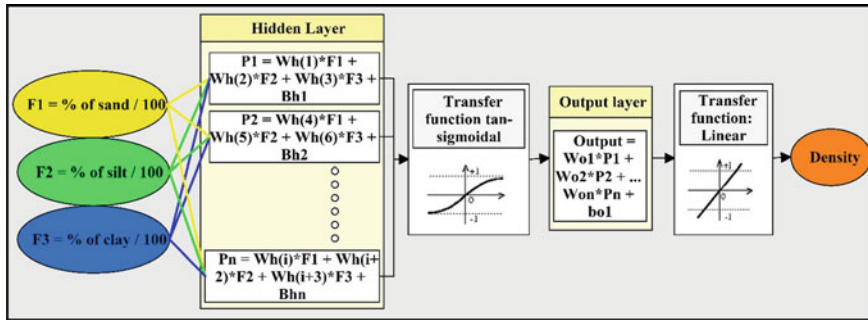 Hidden Layer
P1 = Wh(1)*F1 +
Wh(2)*F2 + Wh(3)*F3 +
Bh1
P2 = Wh(4)*F1 +
Wh(5)*F2 + Wh(6)*F3 +
Bh2
Pn = Wh(i)*F1 + Wh(i+
2)*F2 + Wh(i+3)*F3 +
Bhn
F1 = % of sand / 100
F2 = % of silt / 100
F3 = % of clay / 100
Transfer
function tan-
sigmoidal
A
+1
0
-1
Output layer
Output =
Wo1*P1 +
Wo2*P2 + ...
Won*Pn +
bo1
Transfer
function:
Linear
A
+1
0
-1
Density